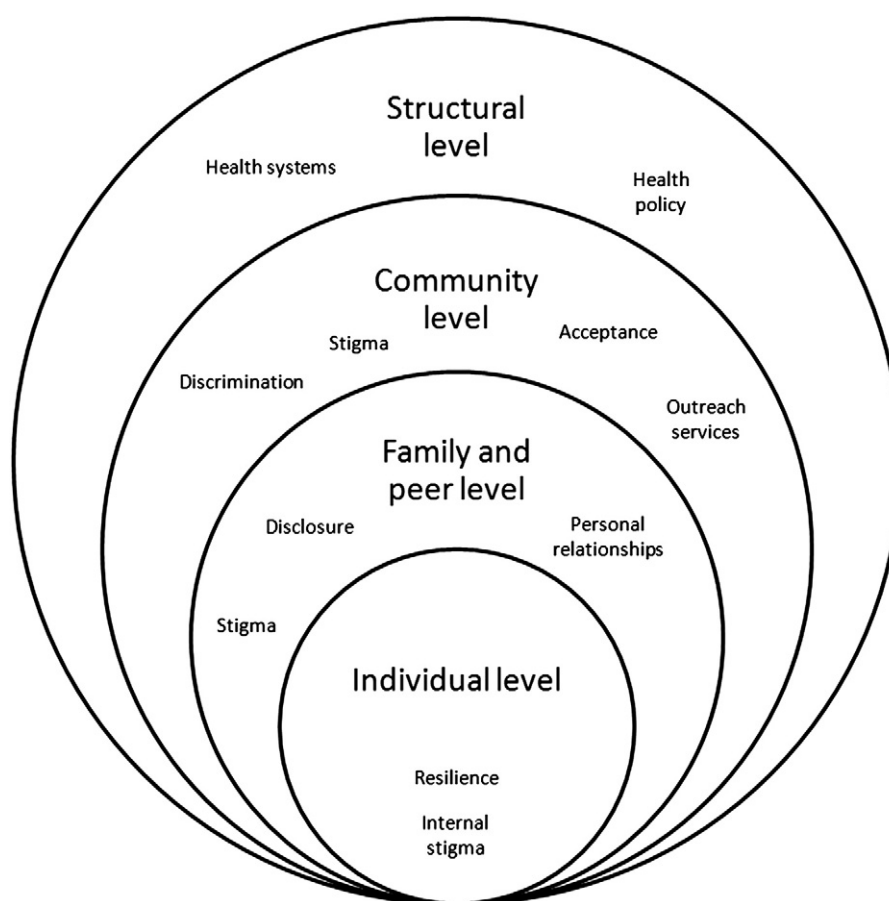 Structural
level
Health systems
Health
policy
Community
level
Stigma
Acceptance
Discrimination
Outreach
services
Family and
peer level
Disclosure
Personal
relationships
Stigma
Individual level
Resilience
Internal
stigma